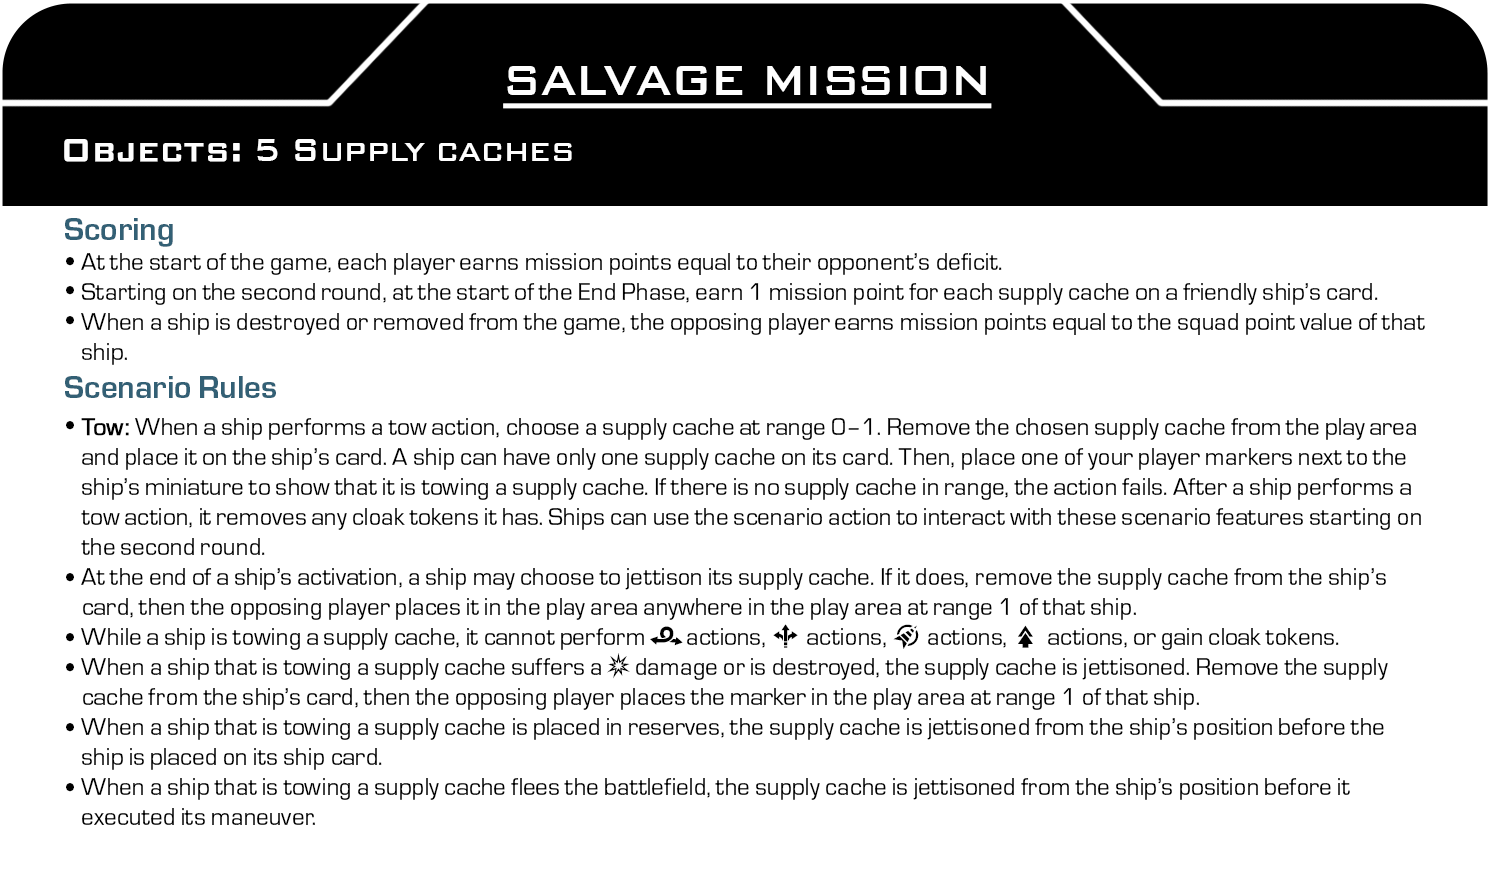 SALVAGE MISSION
Objects: 5 Supply caches
Scoring
• At the start of the game, each player earns mission points equal to their opponent's deficit.
• Starting on the second round, at the start of the End Phase, earn 1 mission point for each supply cache on a friendly ship's card.
• When a ship is destroyed or removed from the game, the opposing player earns mission points equal to the squad point value of that
ship.
Scenario Rules
• Tow: When a ship performs a tow action, choose a supply cache at range 0–1. Remove the chosen supply cache from the play area
and place it on the ship's card. A ship can have only one supply cache on its card. Then, place one of your player markers next to the
ship's miniature to show that it is towing a supply cache. If there is no supply cache in range, the action fails. After a ship performs a
tow action, it removes any cloak tokens it has. Ships can use the scenario action to interact with these scenario features starting on
the second round.
• At the end of a ship's activation, a ship may choose to jettison its supply cache. If it does, remove the supply cache from the ship's
card, then the opposing player places it in the play area anywhere in the play area at range 1 of that ship.
• While a ship is towing a supply cache, it cannot perform actions, actions, actions, actions, or gain cloak tokens.
• When a ship that is towing a supply cache suffers a damage or is destroyed, the supply cache is jettisoned. Remove the supply
cache from the ship's card, then the opposing player places the marker in the play area at range 1 of that ship.
• When a ship that is towing a supply cache is placed in reserves, the supply cache is jettisoned from the ship's position before the
ship is placed on its ship card.
• When a ship that is towing a supply cache flees the battlefield, the supply cache is jettisoned from the ship's position before it
executed its maneuver.